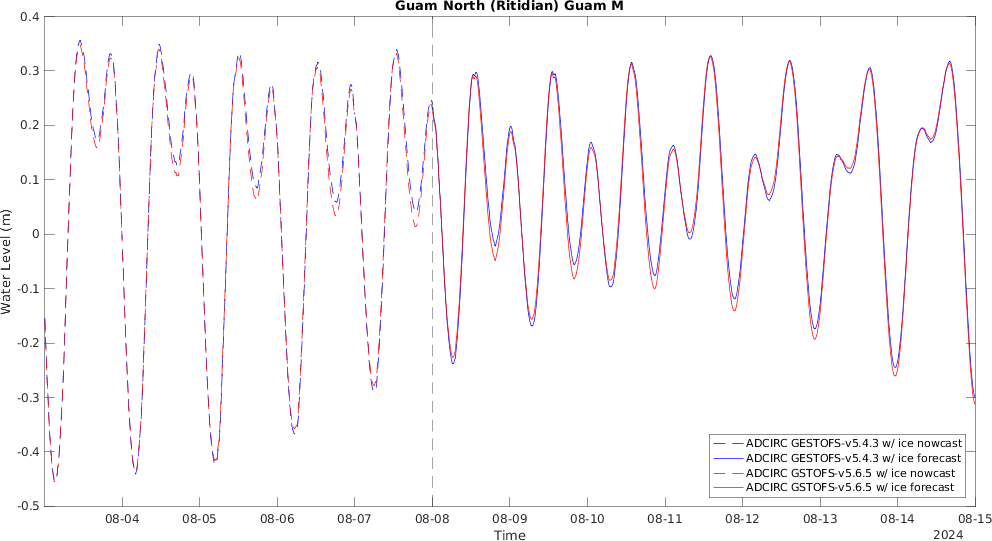 Guam North (Ritidian) Guam M
Water Level (m)
0.4
0.3
0.2
0.1
0
-0.1
-0.2
-0.3
-0.4
-0.5
ADCIRC GESTOFS-v5.4.3 w/ ice nowcast
ADCIRC GESTOFS-v5.4.3 w/ ice forecast
ADCIRC GSTOFS-v5.6.5 w/ ice nowcast
ADCIRC GSTOFS-v5.6.5 w/ ice forecast
08-04 08-05 08-06 08-07 08-08 08-09 08-10 08-11 08-12 08-13 08-14 08-15
Time
2024